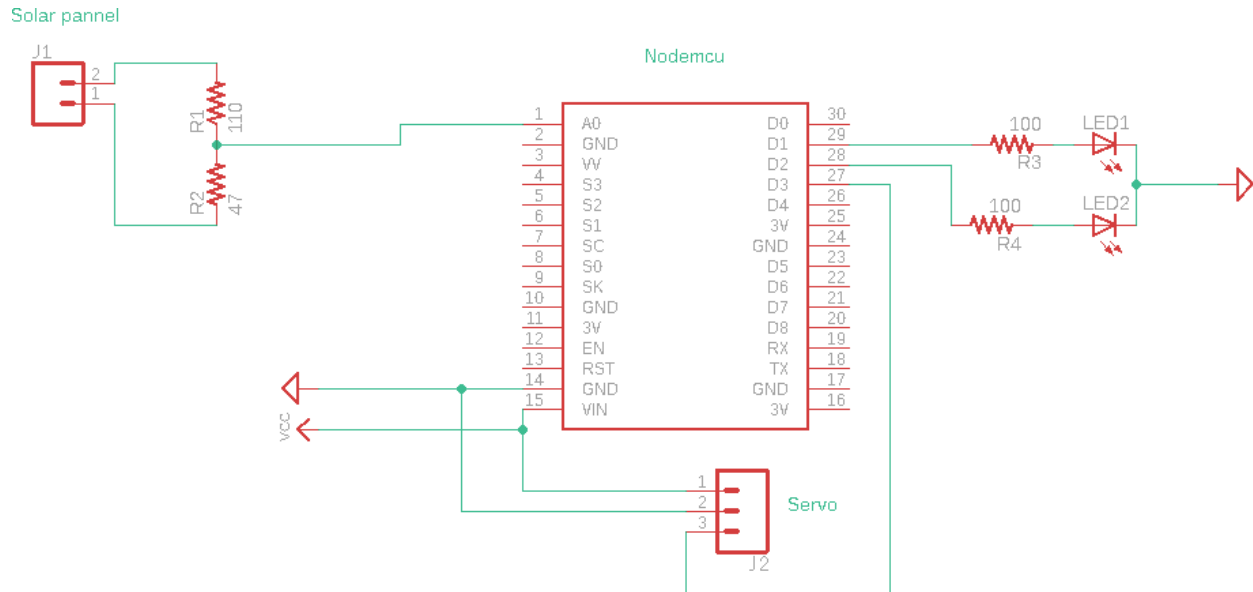 Solar pannel
J1
2
1
R1
110
R2
47
Nodemcu
1 A0 D0 30
2 GND D1 29
3 VV D2 28
4 S3 D3 27
5 S2 D4 26
6 S1 3V 25
7 SC GND 24
8 S0 D5 23
9 SK D6 22
10 GND D7 21
11 3V D8 20
12 EN RX 19
13 RST TX 18
14 GND GND 17
15 VIN 3V 16
100
R3
LED1
100
R4
LED2
VCC
1
2
3
Servo
J2